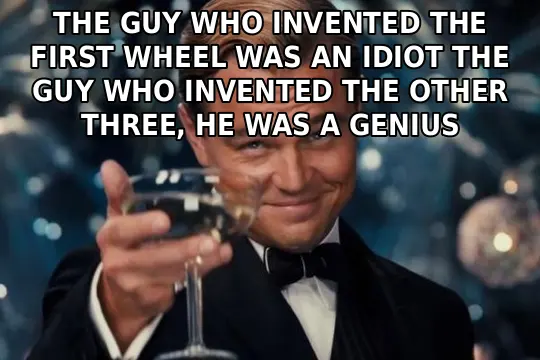 THE GUY WHO INVENTED THE
FIRST WHEEL WAS AN IDIOT THE
GUY WHO INVENTED THE OTHER
THREE, HE WAS A GENIUS